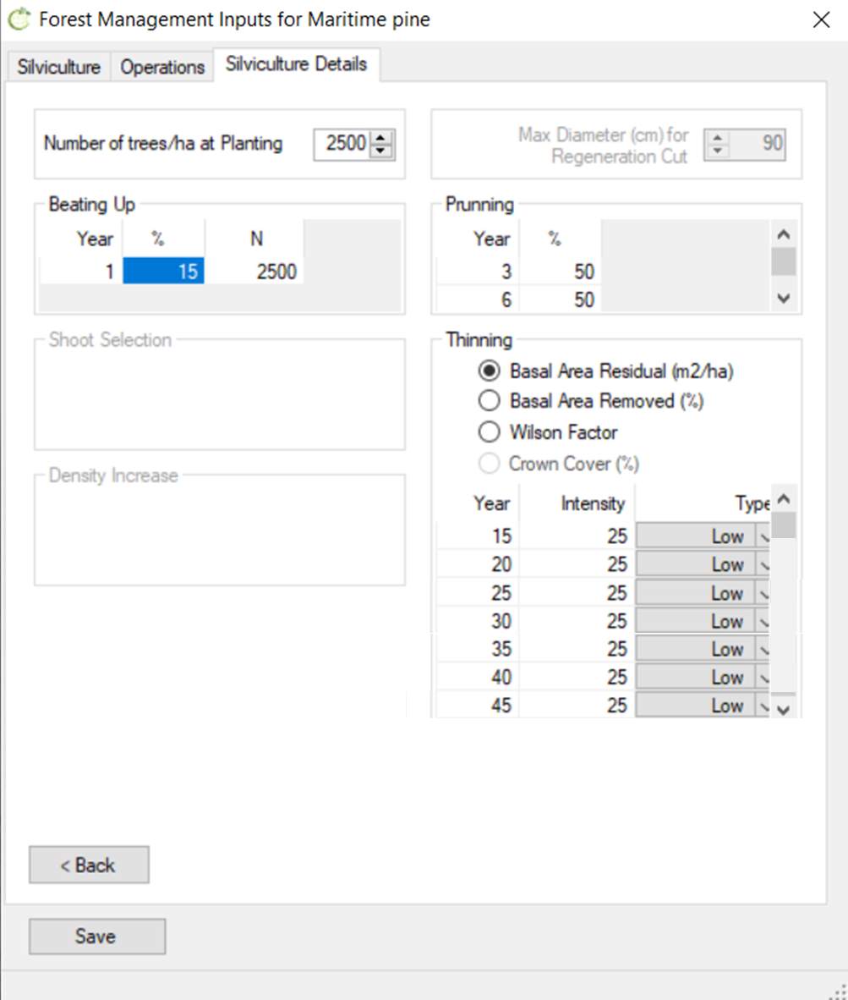 Forest Management Inputs for Maritime pine
Silviculture Operations Silviculture Details
Number of trees/ha at Planting 2500
Max Diameter (cm) for
Regeneration Cut 90
Beating Up
Year % N
1 15 2500
Prunning
Year %
3 50
6 50
Shoot Selection
Density Increase
Thinning
Basal Area Residual (m2/ha)
Basal Area Removed (%)
Wilson Factor
Crown Cover (%)
Year Intensity Type
15 25 Low
20 25 Low
25 25 Low
30 25 Low
35 25 Low
40 25 Low
45 25 Low
< Back
Save